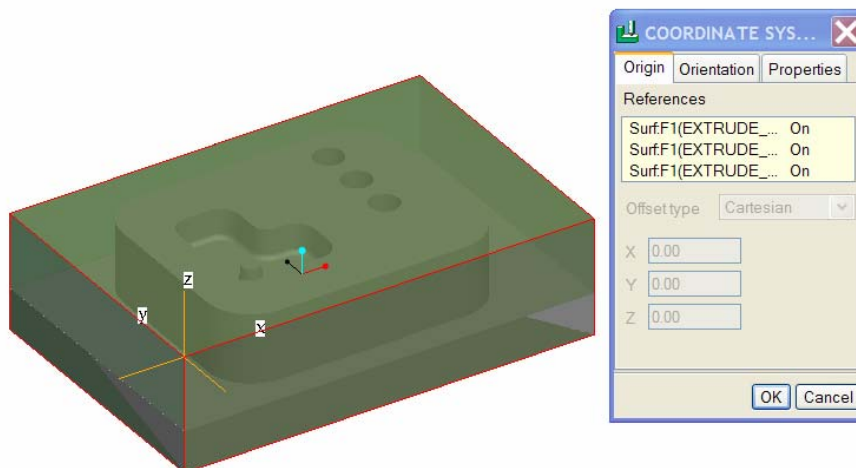 z
y
x
COORDINATE SYS...
Origin Orientation Properties
References
Surf:F1(EXTRUDE_... On
Surf:F1(EXTRUDE_... On
Surf:F1(EXTRUDE_... On
Offset type Cartesian
X 0.00
Y 0.00
Z 0.00
OK Cancel